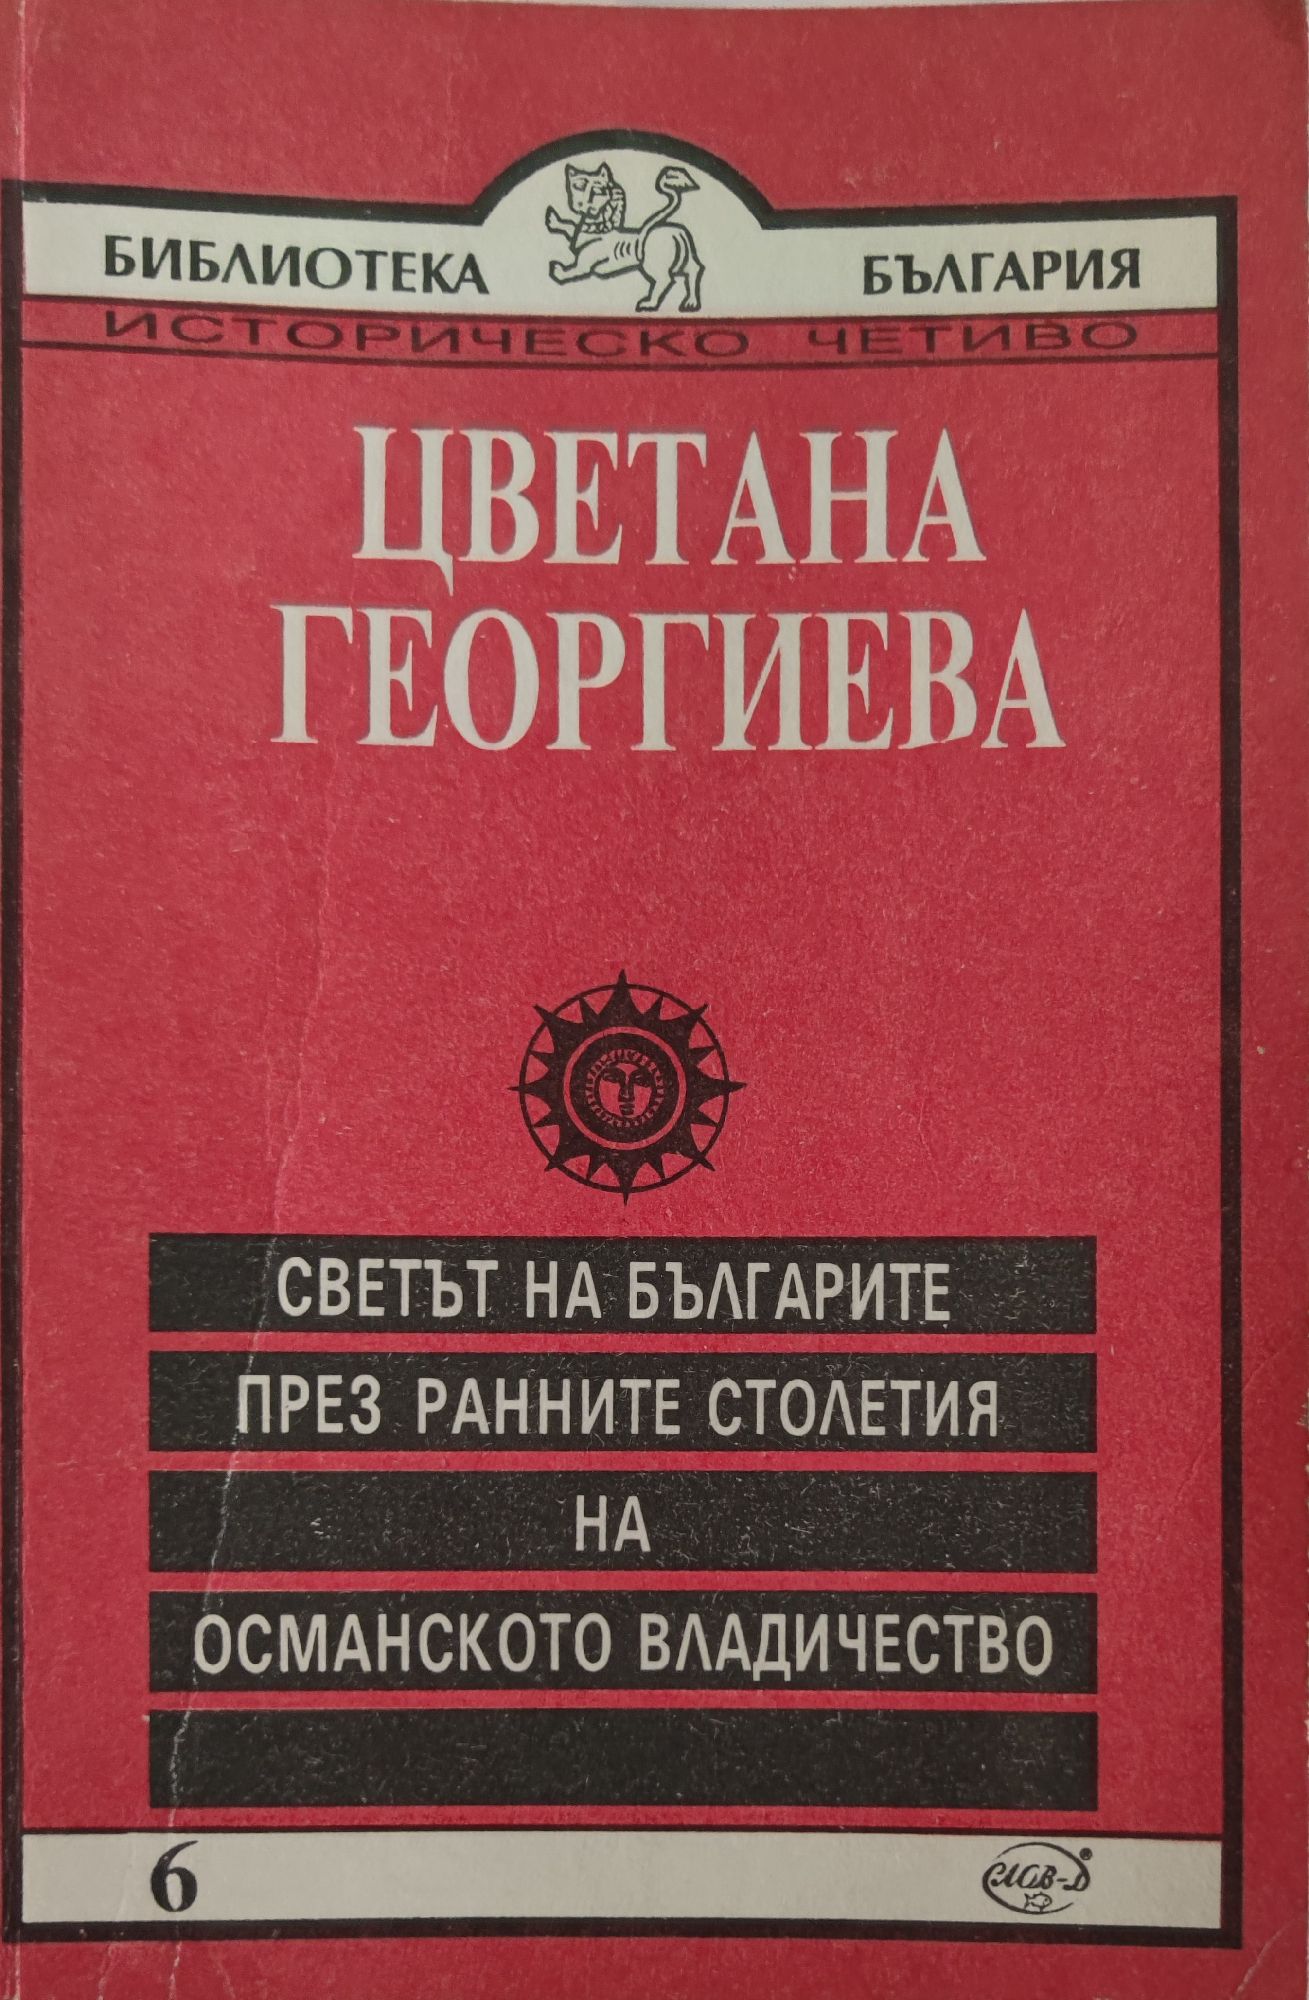 БИБЛИОТЕКА БЪЛГАРИЯ
ИСТОРИЧЕСКО ЧЕТИВО
ЦВЕТАНА
ГЕОРГИЕВА
СВЕТЪТ НА БЪЛГАРИТЕ
ПРЕЗ РАННИТЕ СТОЛЕТИЯ
НА
ОСМАНСКОТО ВЛАДИЧЕСТВО
6 СЛОВ-Д®